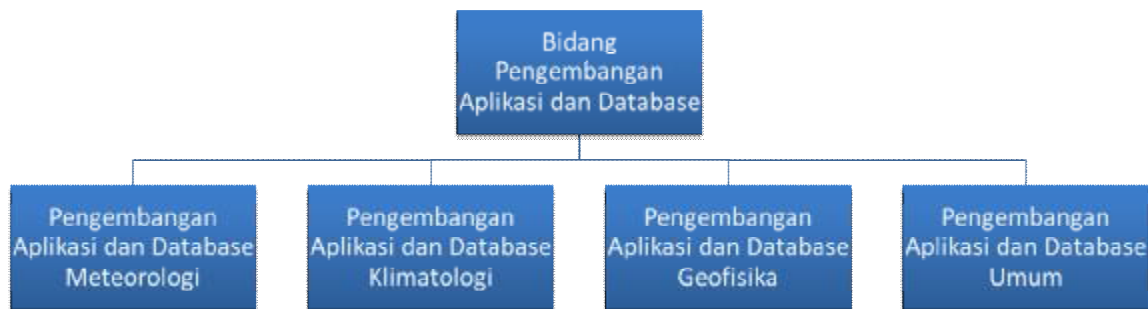 Bidang
Pengembangan
Aplikasi dan Database
Pengembangan
Aplikasi dan Database
Meteorologi
Pengembangan
Aplikasi dan Database
Klimatologi
Pengembangan
Aplikasi dan Database
Geofisika
Pengembangan
Aplikasi dan Database
Umum